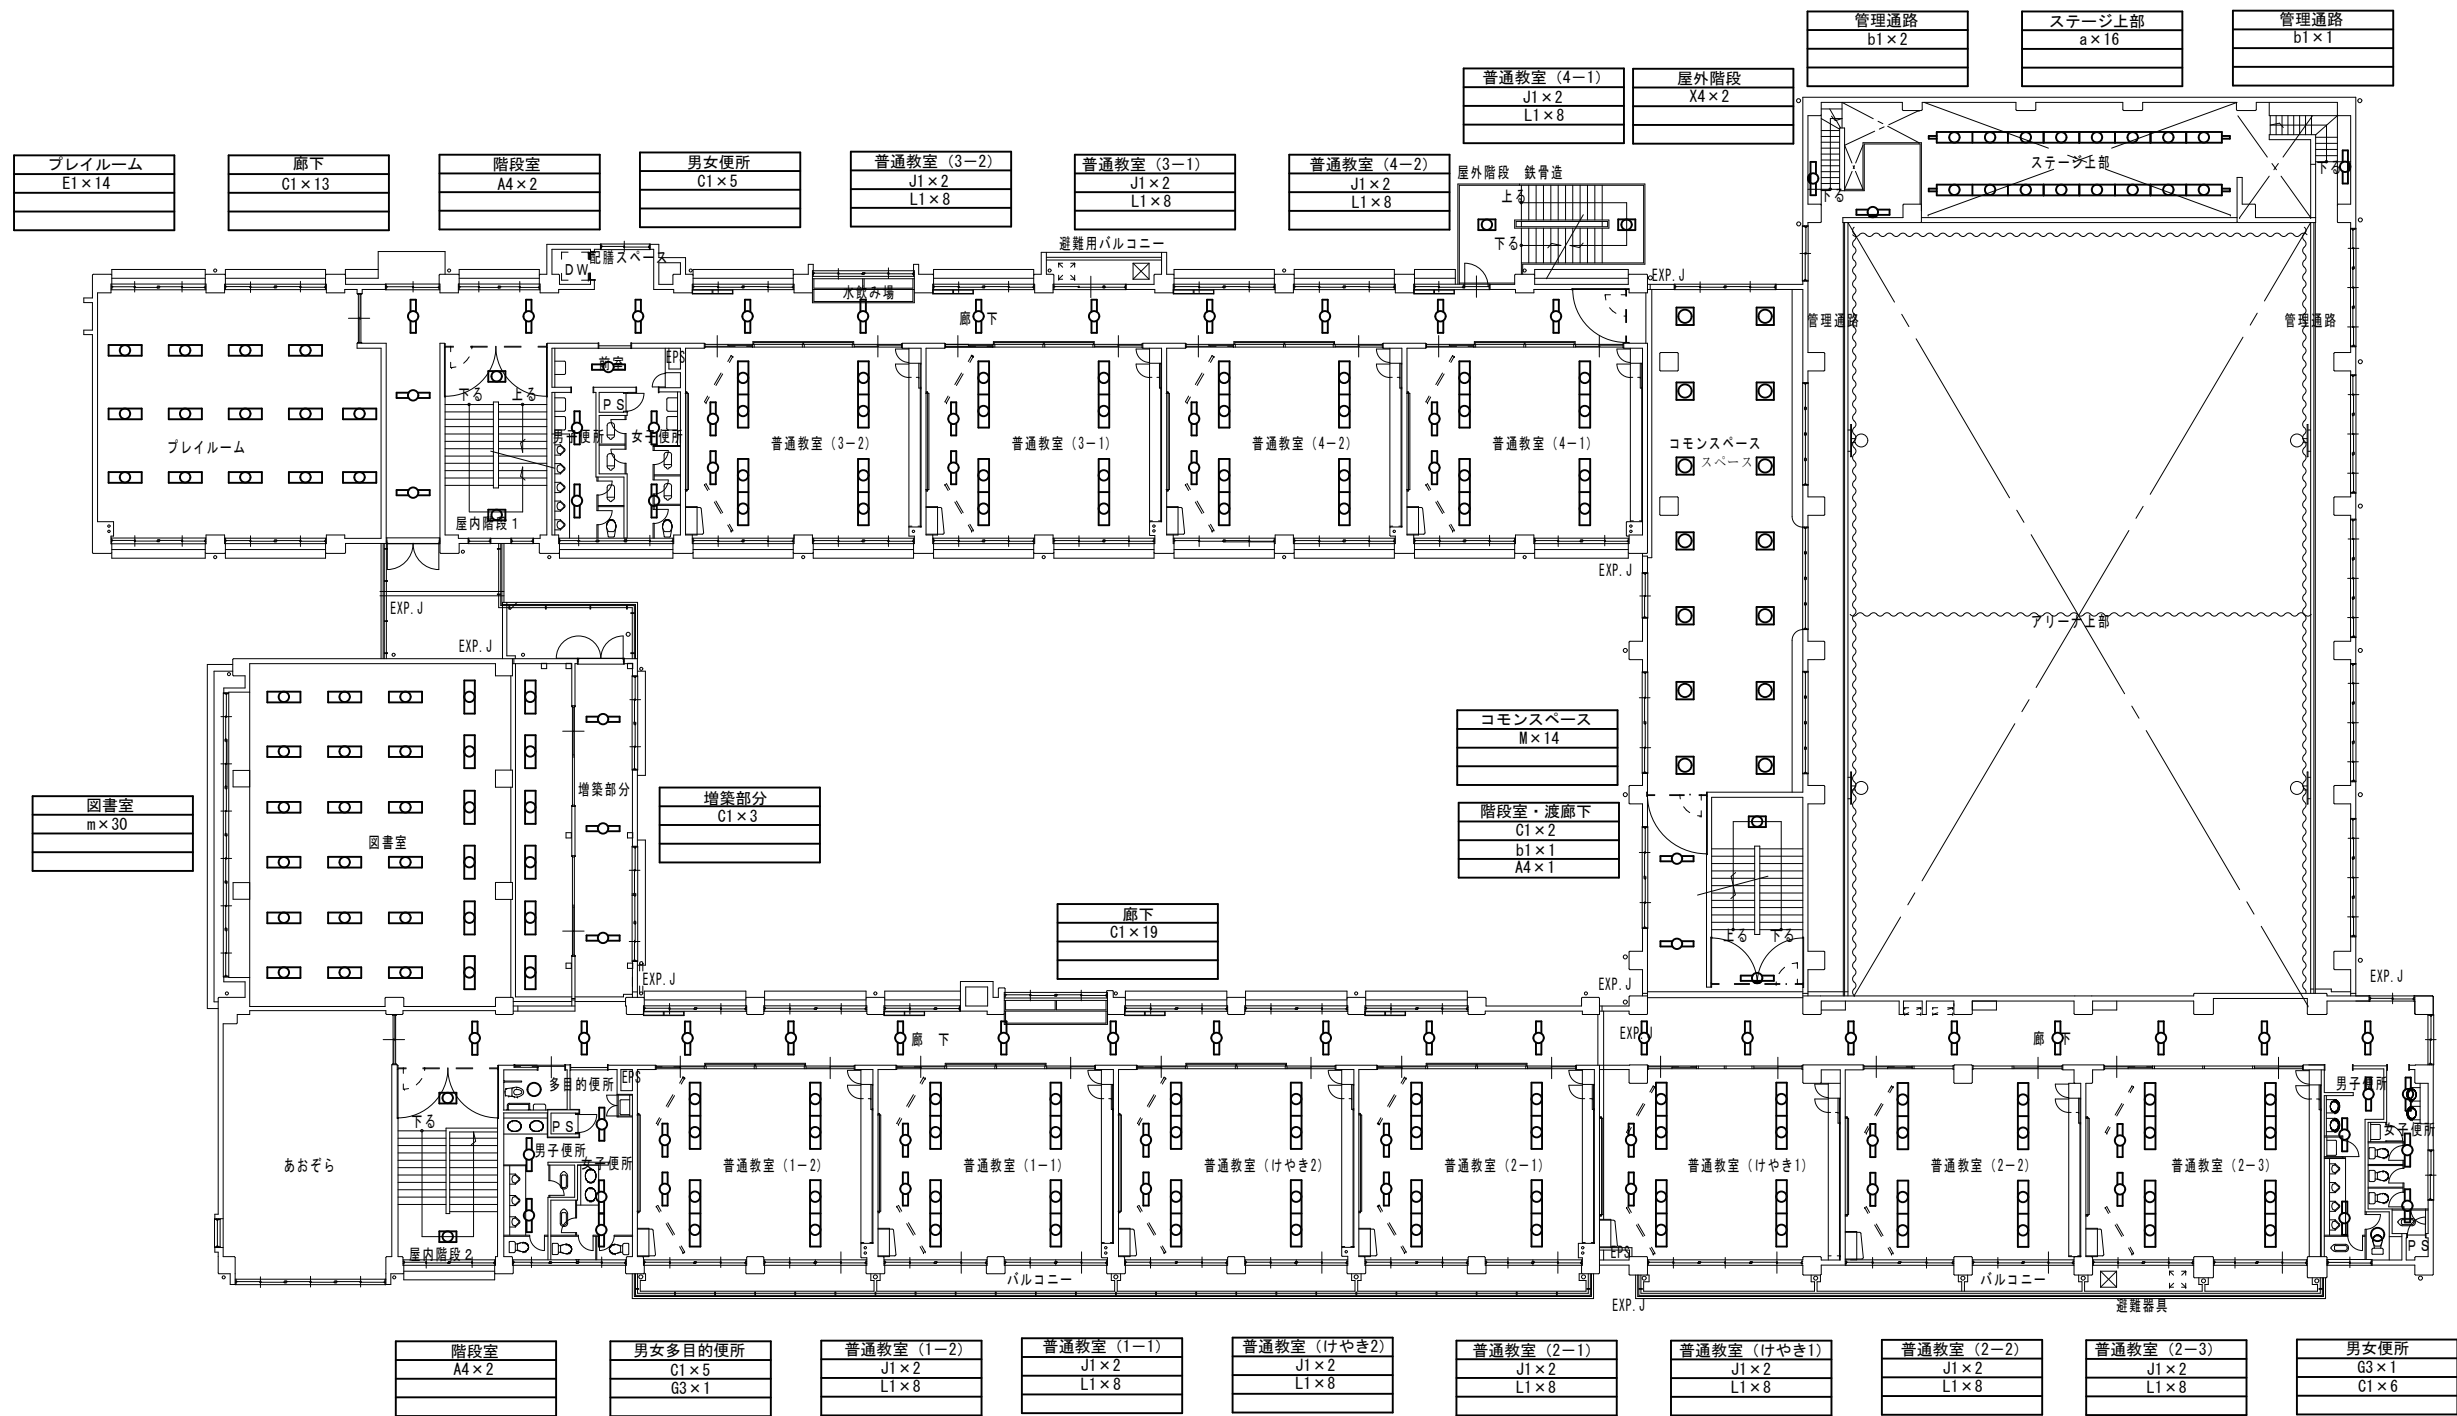 管理通路
b1×2
ステージ上部
a×16
管理通路
b1×1
普通教室（4−1）
J1×2
L1×8
屋外階段
X4×2
プレイルーム
E1×14
廊下
C1×13
階段室
A4×2
男女便所
C1×5
普通教室（3−2）
J1×2
L1×8
普通教室（3−1）
J1×2
L1×8
普通教室（4−2）
J1×2
L1×8
屋外階段 鉄骨造
上る
下る
ステージ上部
下る
下る
避難用バルコニー
配膳スペース
DW
水飲み場
EXP.J
廊 下
管理通路
管理通路
前室
EPS
下る 上る
PS
男子便所
女子便所
プレイルーム
普通教室（3−2）
普通教室（3−1）
普通教室（4−2）
普通教室（4−1）
コモンスペース
スペース
屋内階段1
EXP.J
EXP.J
EXP.J
アリーナ上部
コモンスペース
M×14
図書室
m×30
増築部分
増築部分
C1×3
図書室
階段室・渡廊下
C1×2
b1×1
A4×1
廊下
C1×19
上る 下る
EXP.J
EXP.J
EXP.J
EXP.J
廊 下
廊 下
多目的便所
EPS
下る
PS
男子便所
女子便所
あおぞら
普通教室（1−2）
普通教室（1−1）
普通教室（けやき2）
普通教室（2−1）
普通教室（けやき1）
普通教室（2−2）
普通教室（2−3）
男子便所
女子便所
屋内階段2
EPS
PS
バルコニー
バルコニー
EXP.J
避難器具
階段室
A4×2
男女多目的便所
C1×5
G3×1
普通教室（1−2）
J1×2
L1×8
普通教室（1−1）
J1×2
L1×8
普通教室（けやき2）
J1×2
L1×8
普通教室（2−1）
J1×2
L1×8
普通教室（けやき1）
J1×2
L1×8
普通教室（2−2）
J1×2
L1×8
普通教室（2−3）
J1×2
L1×8
男女便所
G3×1
C1×6